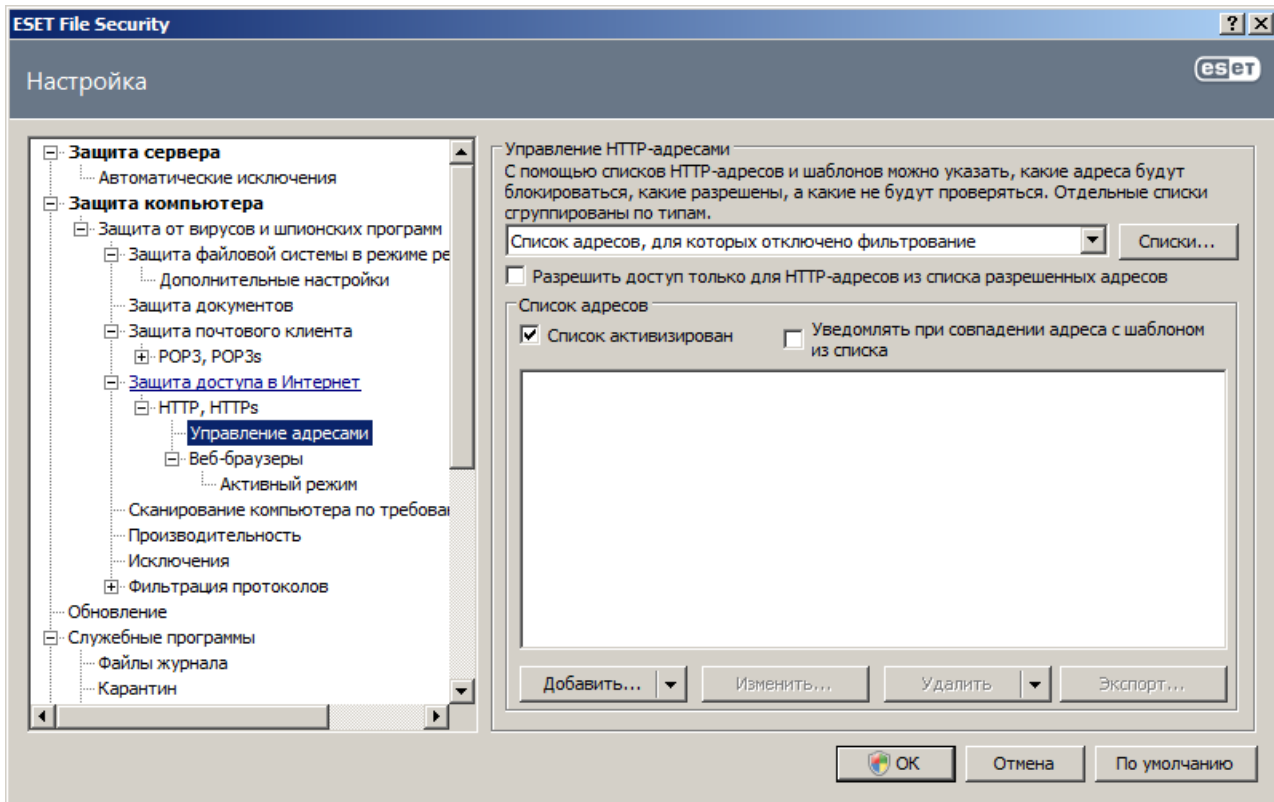 ESET File Security
Настройка
eset
Защита сервера
Автоматические исключения
Защита компьютера
Защита от вирусов и шпионских программ
Защита файловой системы в режиме ре
Дополнительные настройки
Защита документов
Защита почтового клиента
POP3, POP3s
Защита доступа в Интернет
HTTP, HTTPs
Управление адресами
Веб-браузеры
Активный режим
Сканирование компьютера по требова
Производительность
Исключения
Фильтрация протоколов
Обновление
Служебные программы
Файлы журнала
Карантин
Управление HTTP-адресами
С помощью списков HTTP-адресов и шаблонов можно указать, какие адреса будут
блокироваться, какие разрешены, а какие не будут проверяться. Отдельные списки
сгруппированы по типам.
Список адресов, для которых отключено фильтрование
Списки...
Разрешить доступ только для HTTP-адресов из списка разрешенных адресов
Список адресов
Список активизирован
Уведомлять при совпадении адреса с шаблоном
из списка
Добавить...
Изменить...
Удалить
Экспорт...
OK
Отмена
По умолчанию